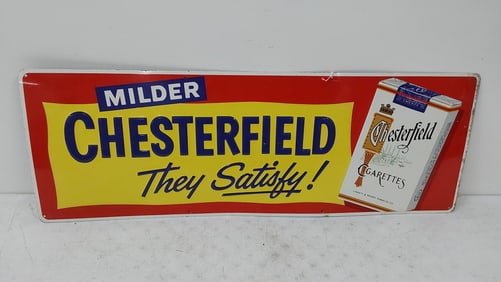 MILDER
CHESTERFIELD
They Satisfy!
Chesterfield
CIGARETTES